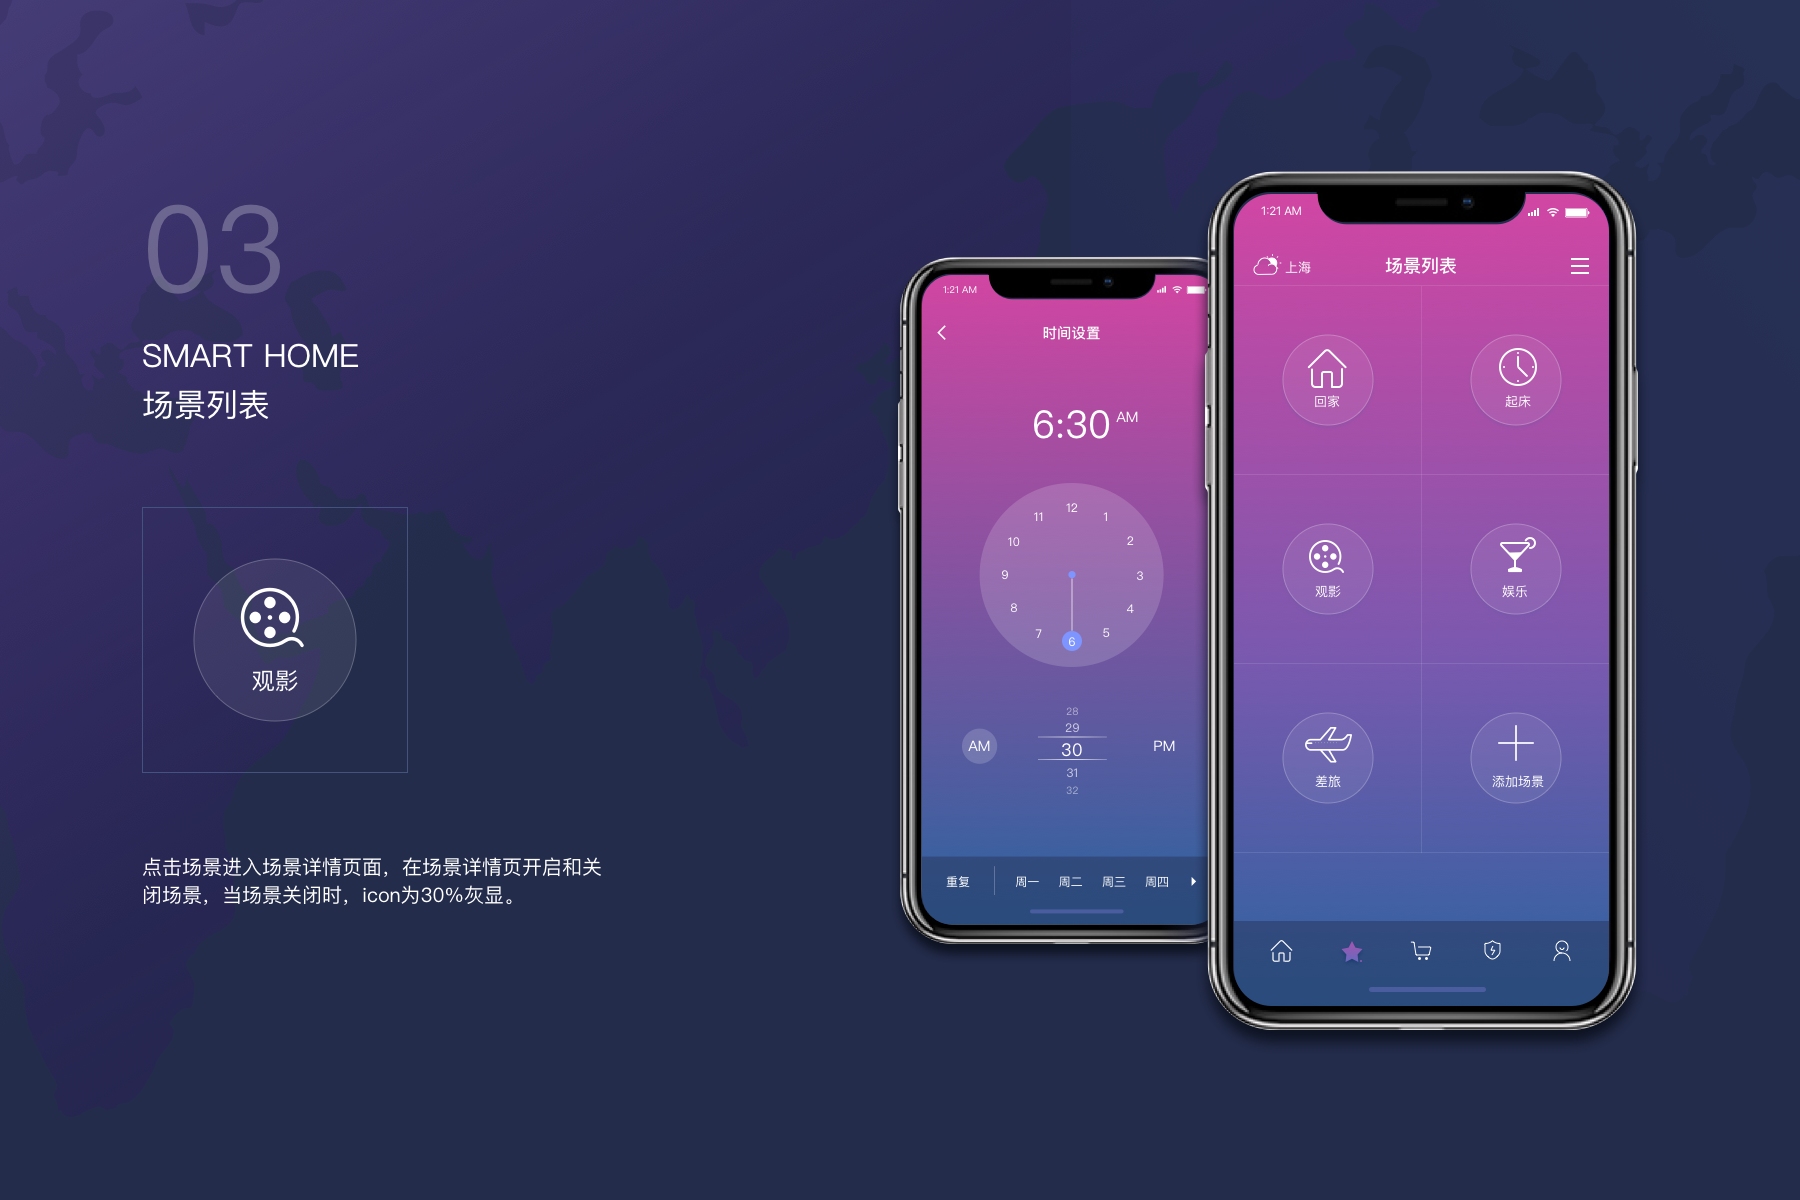 03
SMART HOME
场景列表
观影
点击场景进入场景详情页面，在场景详情页开启和关
闭场景，当场景关闭时，icon为30%灰显。
1:21 AM
时间设置
6:30 AM
12
1
2
3
4
5
6
7
8
9
10
11
28
29
AM 30 PM
31
32
重复 周一 周二 周三 周四
1:21 AM
上海 场景列表
回家 起床
观影 娱乐
差旅 添加场景